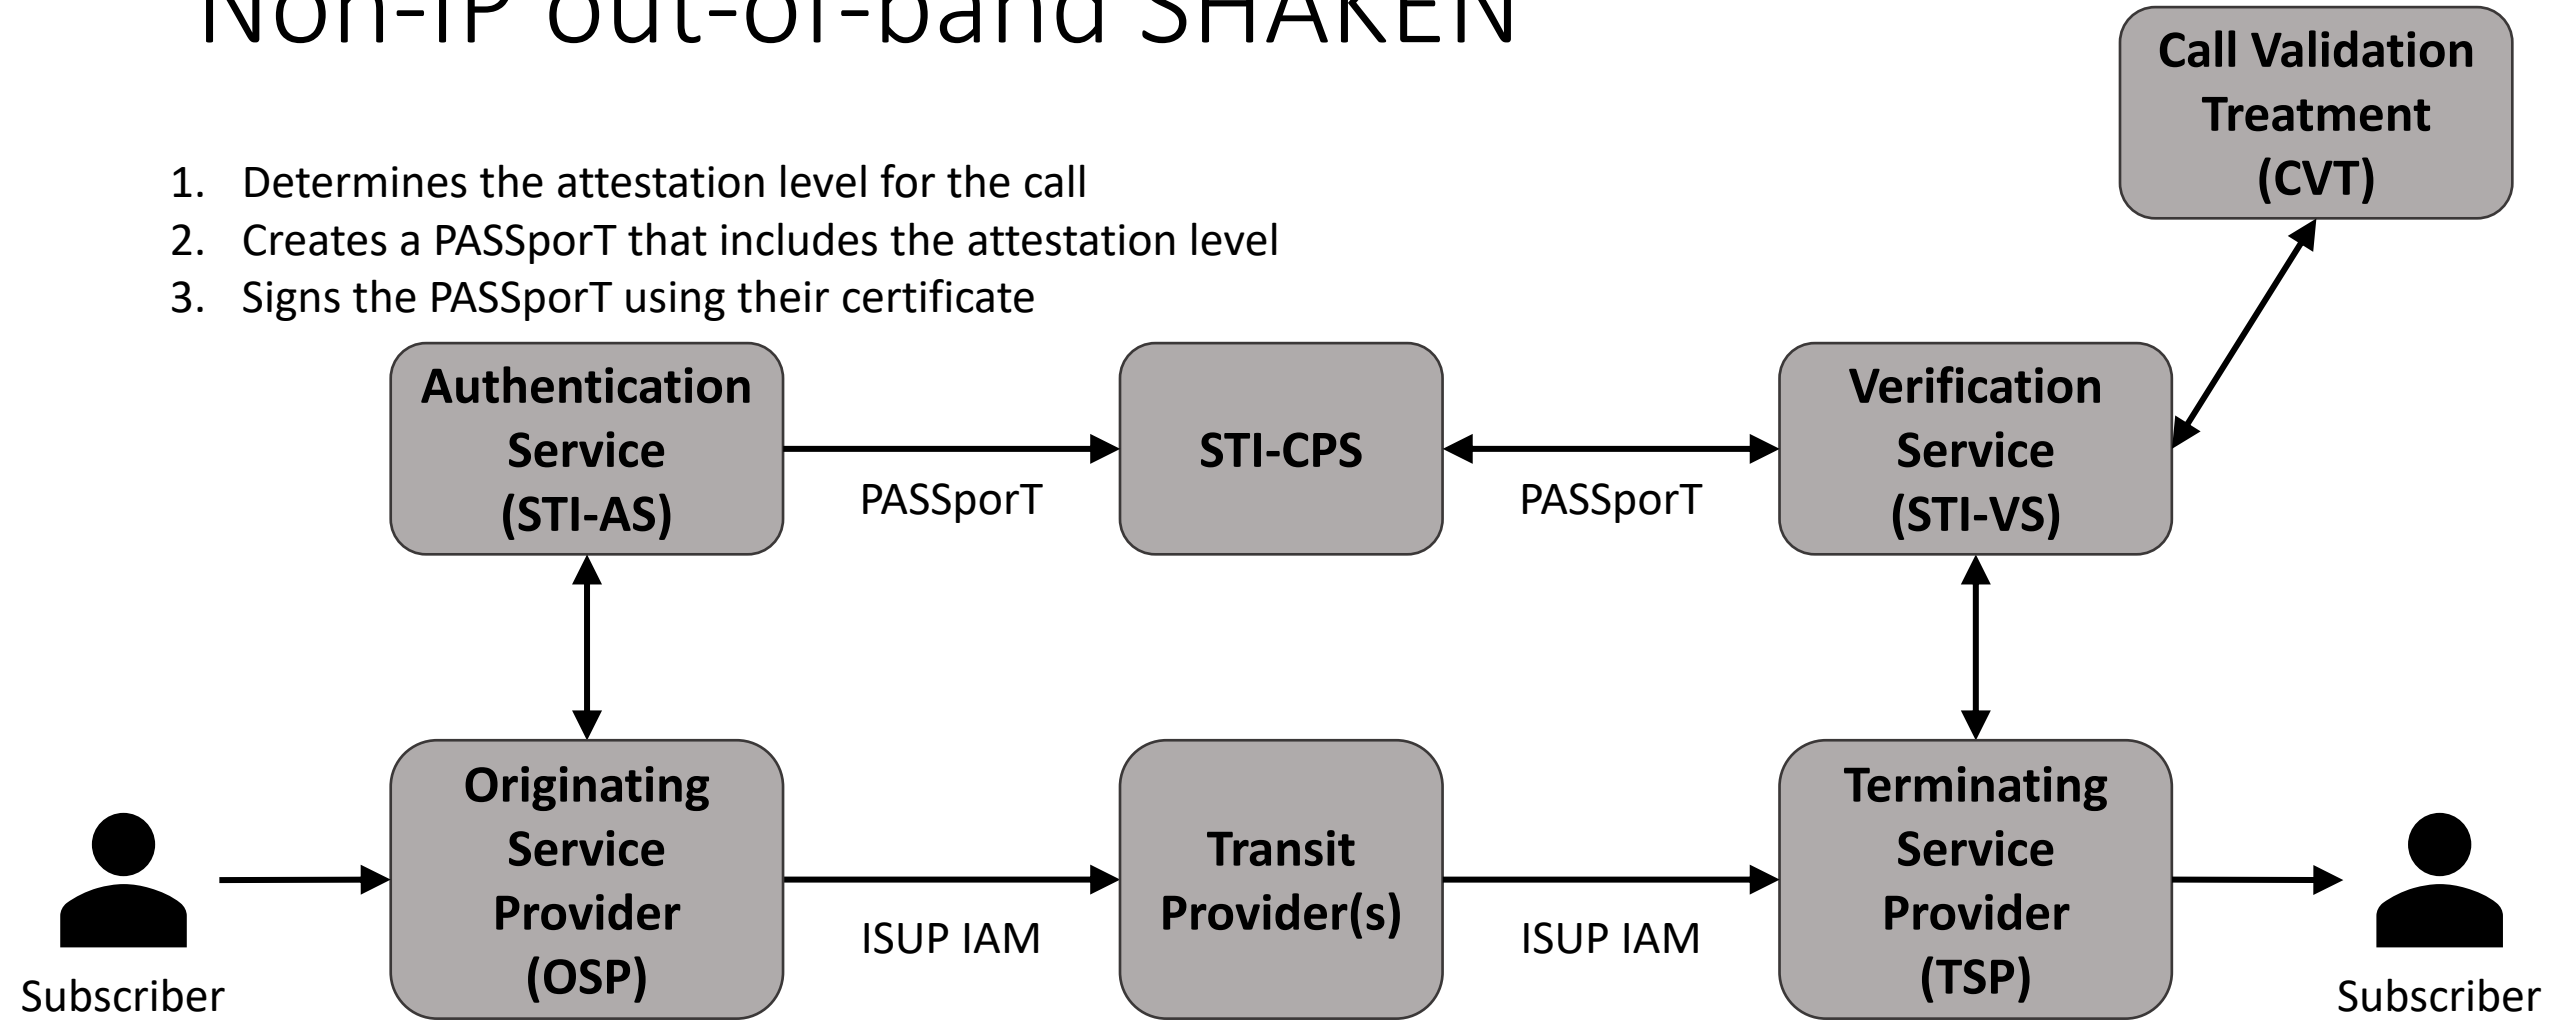 Non-IP out-of-band SHAKEN
Call Validation
Treatment
(CVT)
1. Determines the attestation level for the call
2. Creates a PASSporT that includes the attestation level
3. Signs the PASSporT using their certificate
Authentication
Service
(STI-AS)
PASSporT
STI-CPS
PASSporT
Verification
Service
(STI-VS)
Subscriber
Originating
Service
Provider
(OSP)
ISUP IAM
Transit
Provider(s)
ISUP IAM
Terminating
Service
Provider
(TSP)
Subscriber